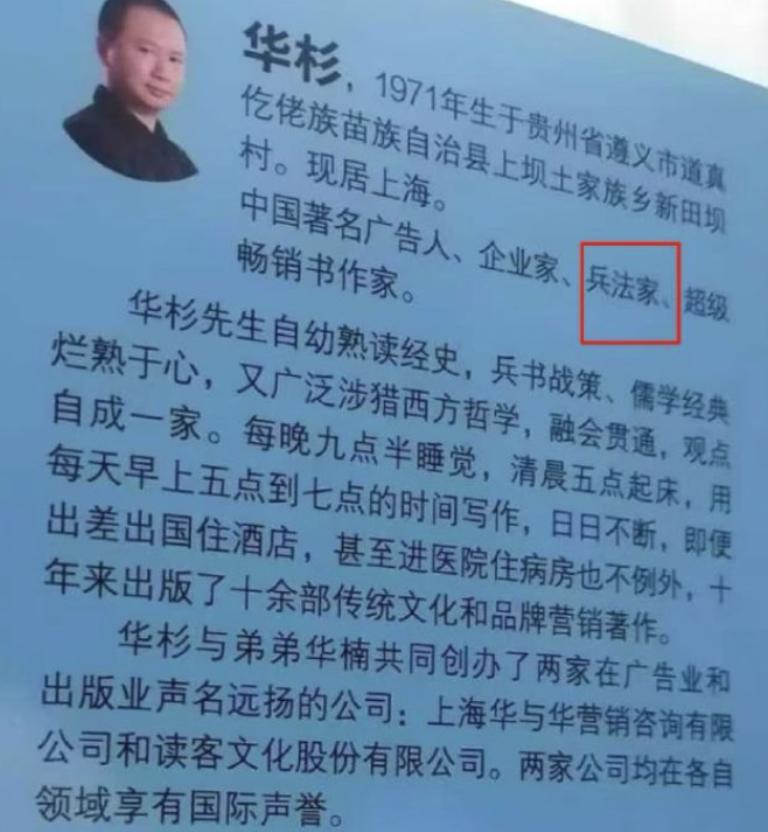 华杉，1971年生于贵州省遵义市道真
仡佬族苗族自治县上坝土家族乡新田坝
村。现居上海。
中国著名广告人、企业家、兵法家、超级
畅销书作家。
华杉先生自幼熟读经史，兵书战策、儒学经典
烂熟于心，又广泛涉猎西方哲学，融会贯通，观点
自成一家。每晚九点半睡觉，清晨五点起床，用
每天早上五点到七点的时间写作，日日不断，即便
出差出国住酒店，甚至进医院住病房也不例外，十
年来出版了十余部传统文化和品牌营销著作。
华杉与弟弟华楠共同创办了两家在广告业和
出版业声名远扬的公司：上海华与华营销咨询有限
公司和读客文化股份有限公司。两家公司均在各自
领域享有国际声誉。